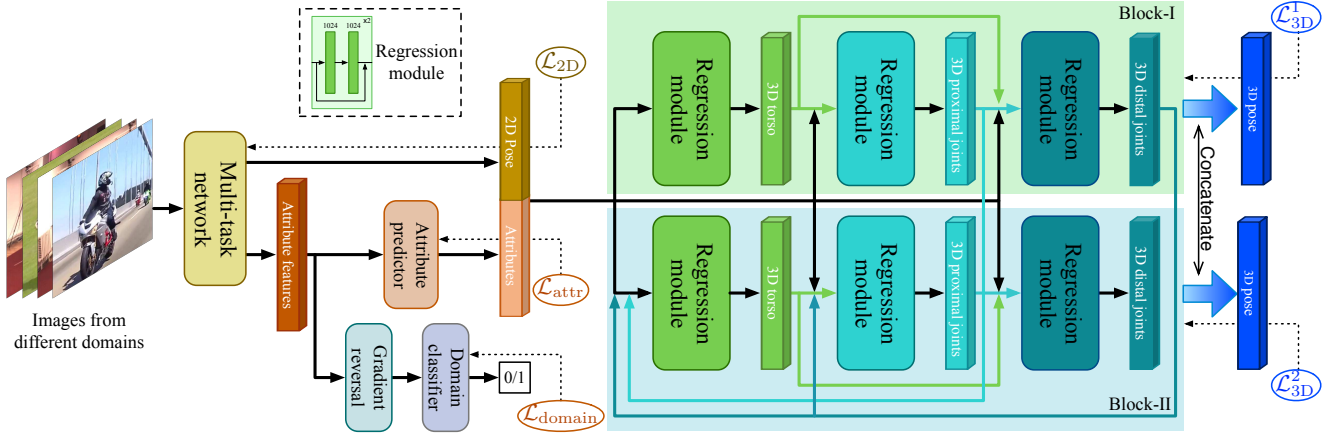 1024 1024 x2
Regression
module
Images from
different domains
Multi-task
network
Attribute features
Attribute
predictor
Gradient
reversal
Domain
classifier
0/1
2D Pose
Attributes
ℒ2D
ℒattr
ℒdomain
Block-I
Regression
module
3D torso
Regression
module
3D proximal joints
Regression
module
3D distal joints
3D pose
ℒ¹3D
Concatenate
Regression
module
3D torso
Regression
module
3D proximal joints
Regression
module
3D distal joints
3D pose
ℒ²3D
Block-II